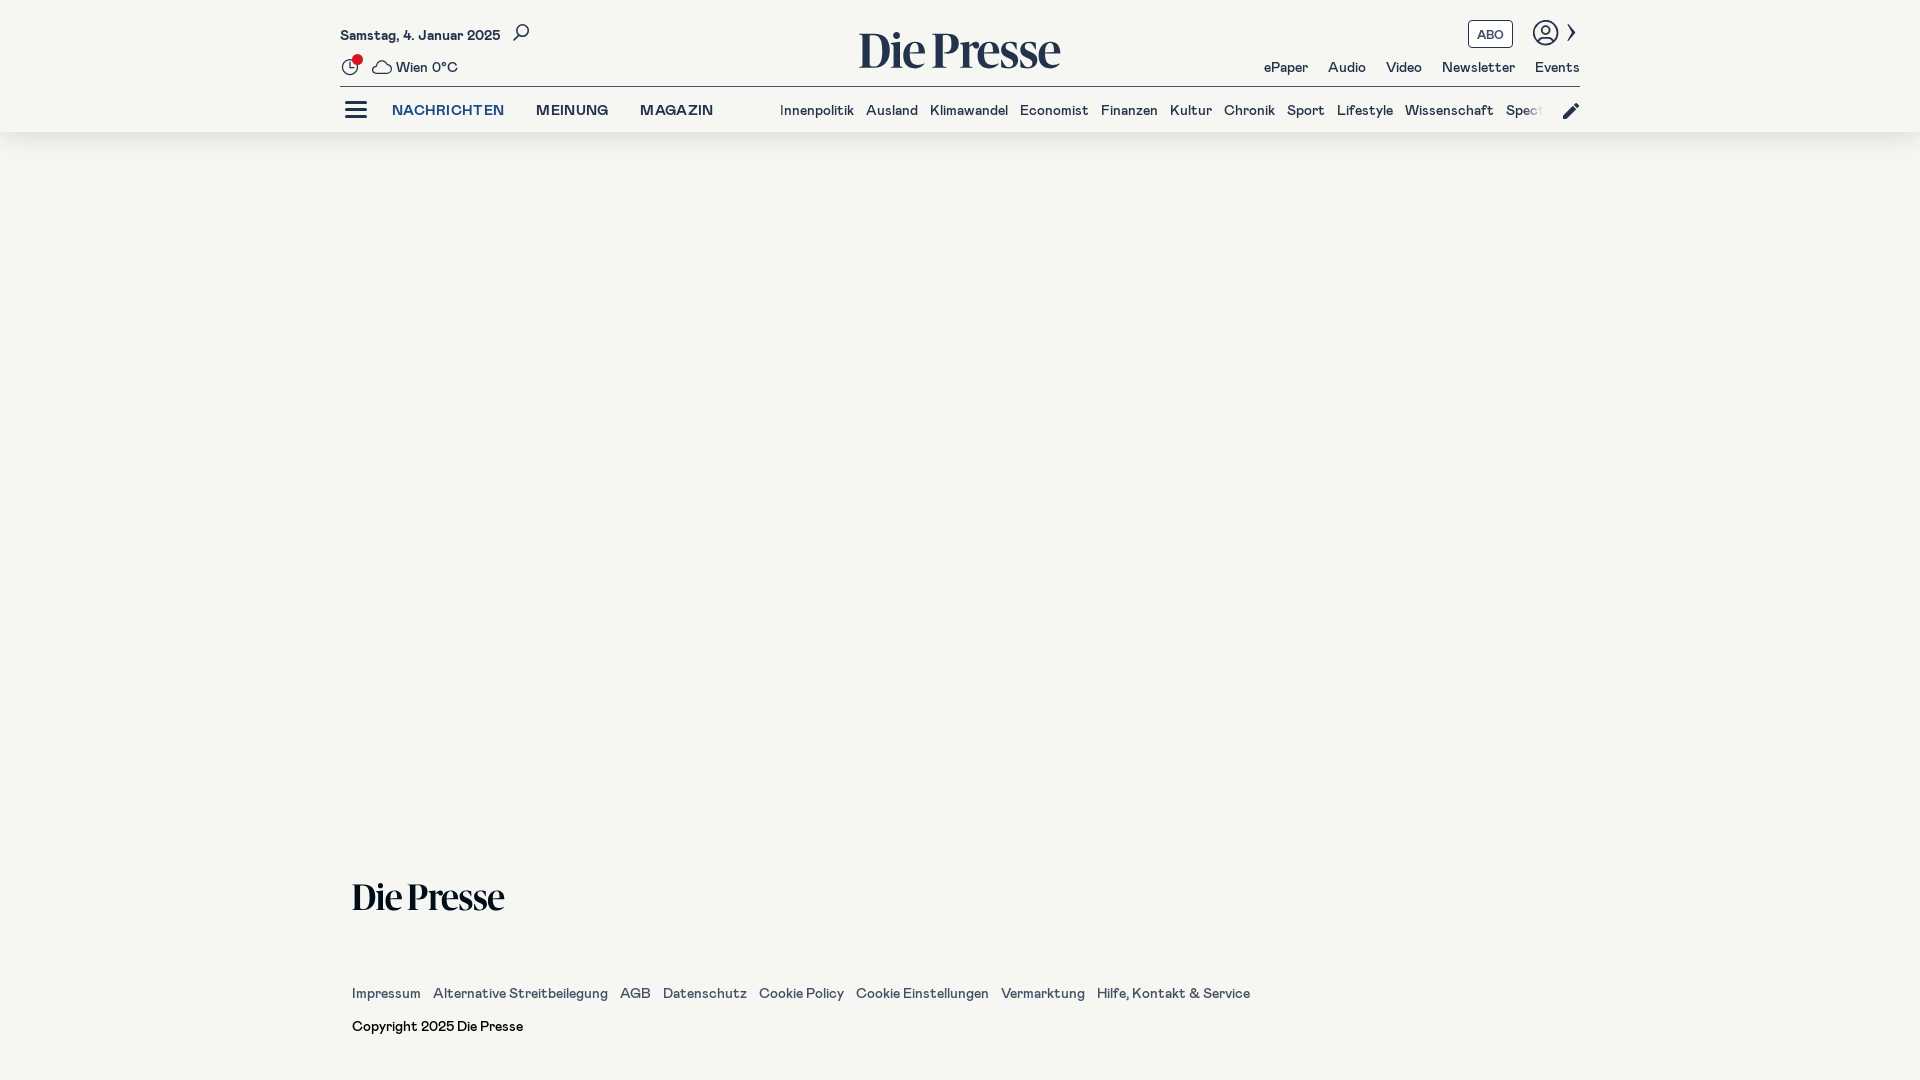 Samstag, 4. Januar 2025
Wien 0°C
Die Presse
ABO
ePaper Audio Video Newsletter Events
NACHRICHTEN MEINUNG MAGAZIN
Innenpolitik Ausland Klimawandel Economist Finanzen Kultur Chronik Sport Lifestyle Wissenschaft
Die Presse
Impressum Alternative Streitbeilegung AGB Datenschutz Cookie Policy Cookie Einstellungen Vermarktung Hilfe, Kontakt & Service
Copyright 2025 Die Presse